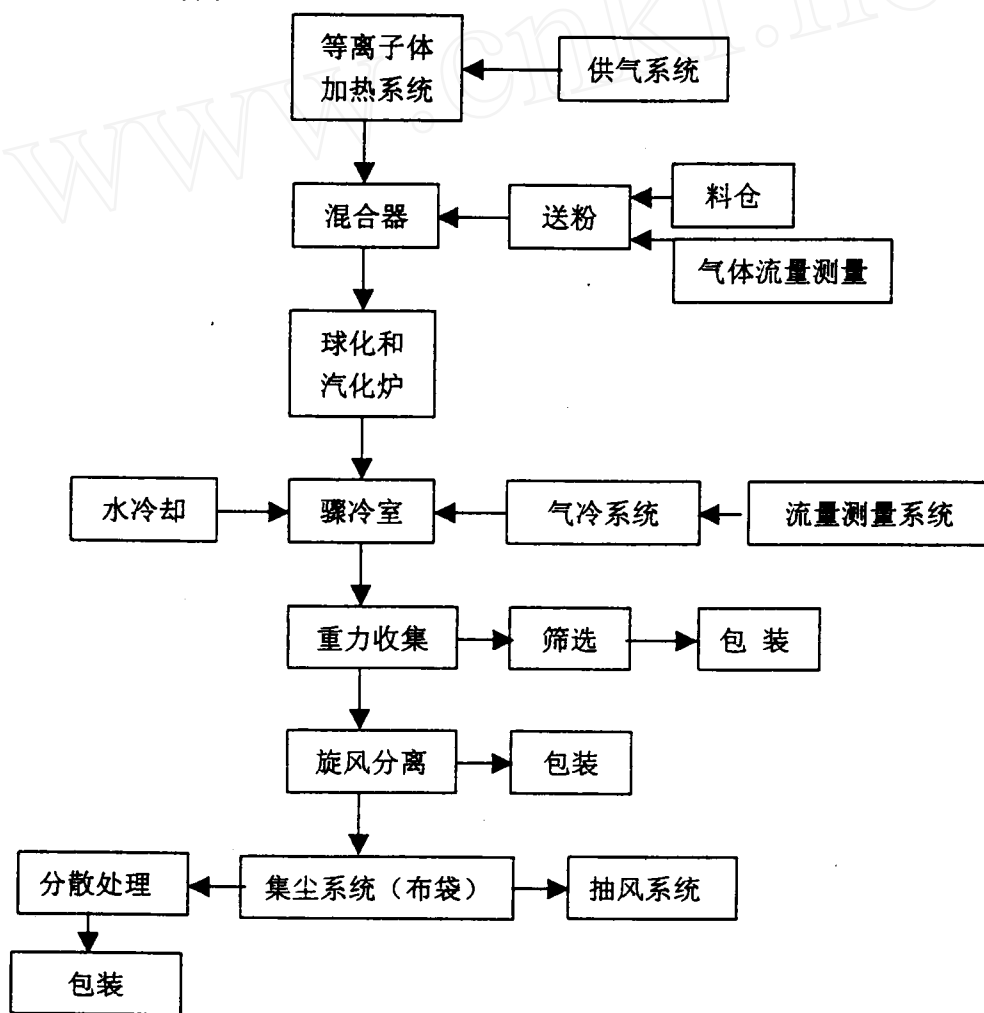 www.cnki.ne
等离子体
加热系统
供气系统
混合器
送粉
料仓
气体流量测量
球化和
汽化炉
水冷却
骤冷室
气冷系统
流量测量系统
重力收集
筛选
包 装
旋风分离
包装
分散处理
集尘系统（布袋）
抽风系统
包装